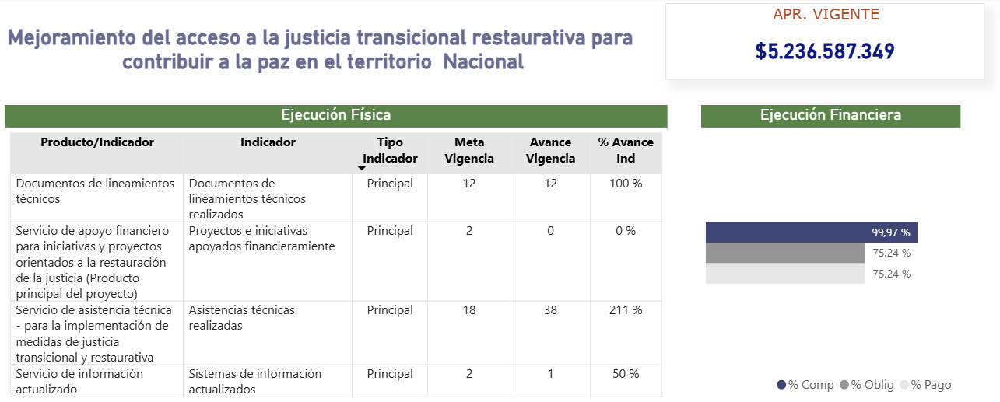 Mejoramiento del acceso a la justicia transicional restaurativa para
contribuir a la paz en el territorio Nacional
APR. VIGENTE
$5.236.587.349
Ejecución Física
Producto/Indicador
Indicador
Tipo
Indicador
Meta
Vigencia
Avance
Vigencia
% Avance
Ind
Documentos de lineamientos
técnicos
Documentos de
lineamientos técnicos
realizados
Principal
12
12
100 %
Servicio de apoyo financiero
para iniciativas y proyectos
orientados a la restauración
de la justicia (Producto
principal del proyecto)
Proyectos e iniciativas
apoyados financieramiente
Principal
2
0
0 %
Servicio de asistencia técnica
- para la implementación de
medidas de justicia
transicional y restaurativa
Asistencias técnicas
realizadas
Principal
18
38
211 %
Servicio de información
actualizado
Sistemas de información
actualizados
Principal
2
1
50 %
Ejecución Financiera
99,97 %
75,24 %
75,24 %
% Comp
% Oblig
% Pago